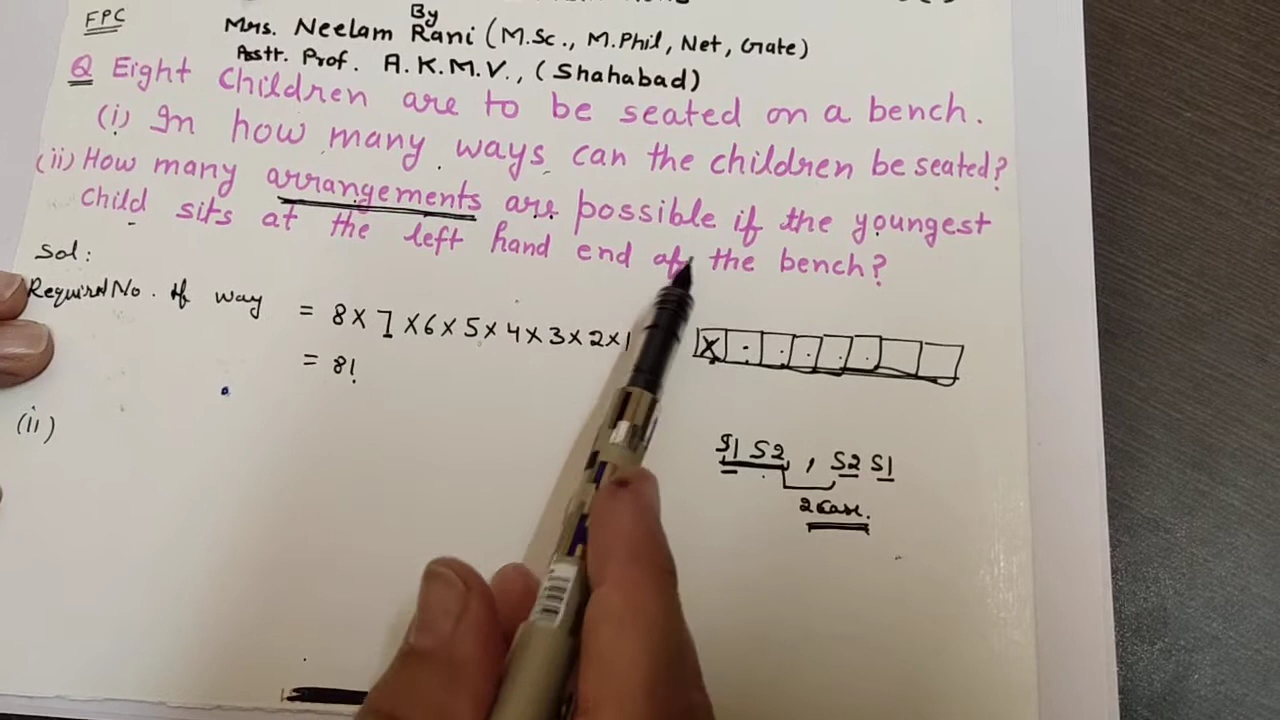 FPC
By
Mrs. Neelam Rani (M.Sc., M.Phil, Net, Gate)
Asstt. Prof. A.K.M.V., (Shahabad)
Q Eight Children are to be seated on a bench.
(i) In how many ways can the children be seated?
(ii) How many arrangements are possible if the youngest
Child sits at the left hand end of the bench?
Sol:
Required No. of way = 8 × 7 × 6 × 5 × 4 × 3 × 2 × 1
= 8!
X
(ii)
S1 S2 , S2 S1
2 Case.